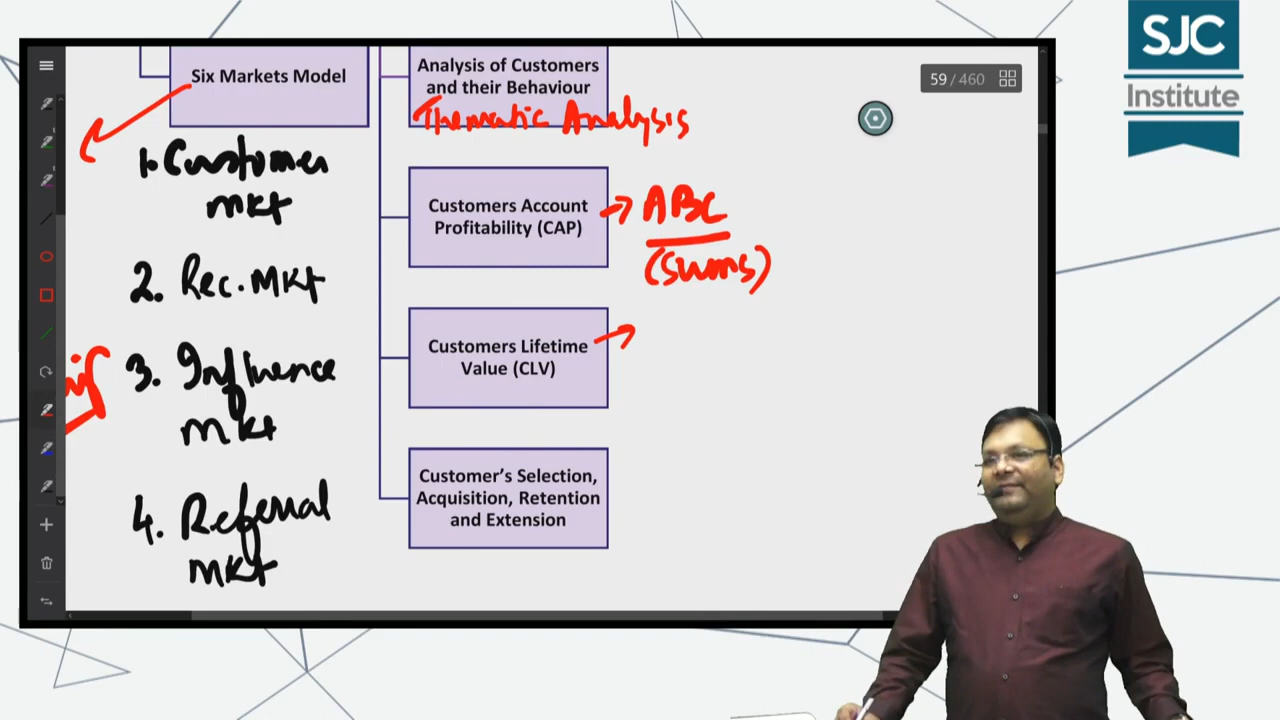 SJC
Institute
59 / 460
Six Markets Model
1. Customer
Mkt
2. Rec. Mkt
3. Influence
Mkt
4. Referral
Mkt
Analysis of Customers
and their Behaviour
Thematic Analysis
Customers Account
Profitability (CAP)
ABC
(Sums)
Customers Lifetime
Value (CLV)
Customer’s Selection,
Acquisition, Retention
and Extension